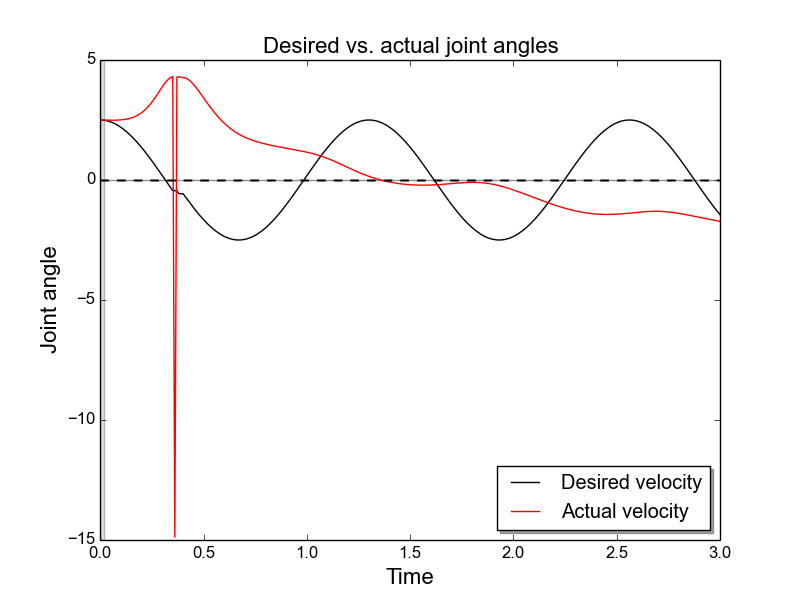 Desired vs. actual joint angles
5
0
−5
−10
−15
Joint angle
0.0 0.5 1.0 1.5 2.0 2.5 3.0
Time
Desired velocity
Actual velocity